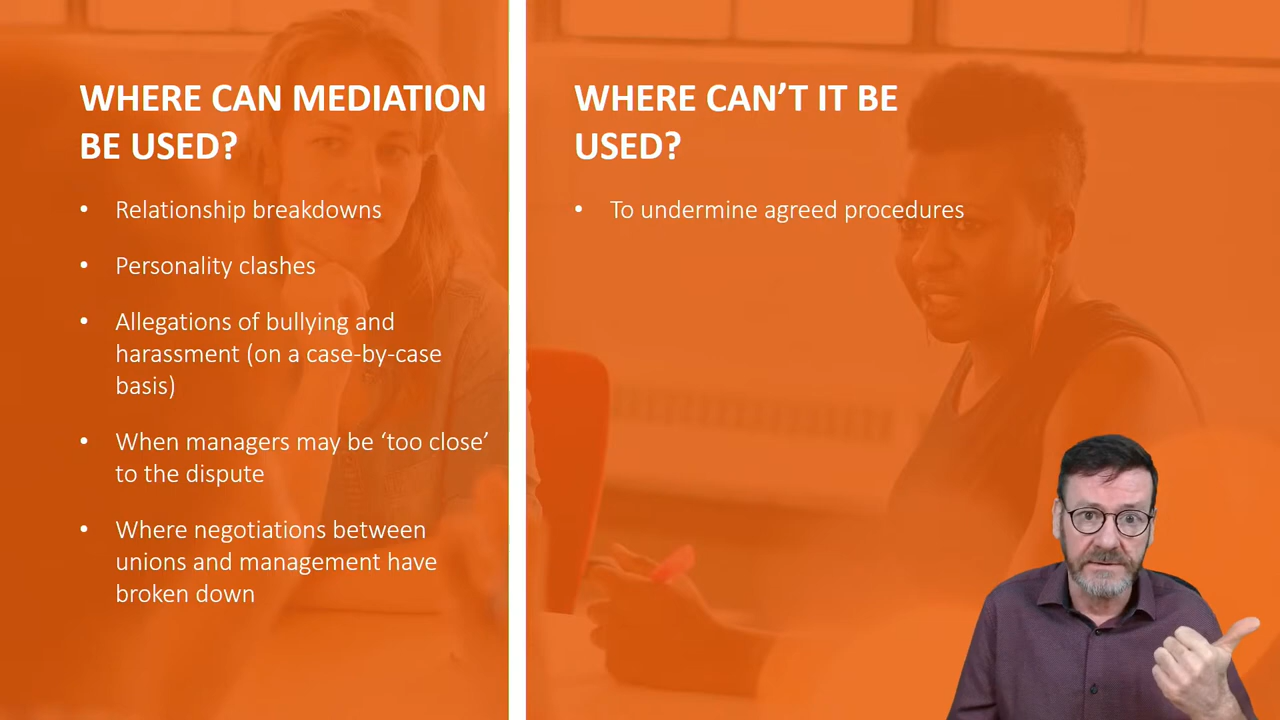 WHERE CAN MEDIATION
BE USED?
• Relationship breakdowns
• Personality clashes
• Allegations of bullying and
harassment (on a case-by-case
basis)
• When managers may be ‘too close’
to the dispute
• Where negotiations between
unions and management have
broken down
WHERE CAN’T IT BE
USED?
• To undermine agreed procedures